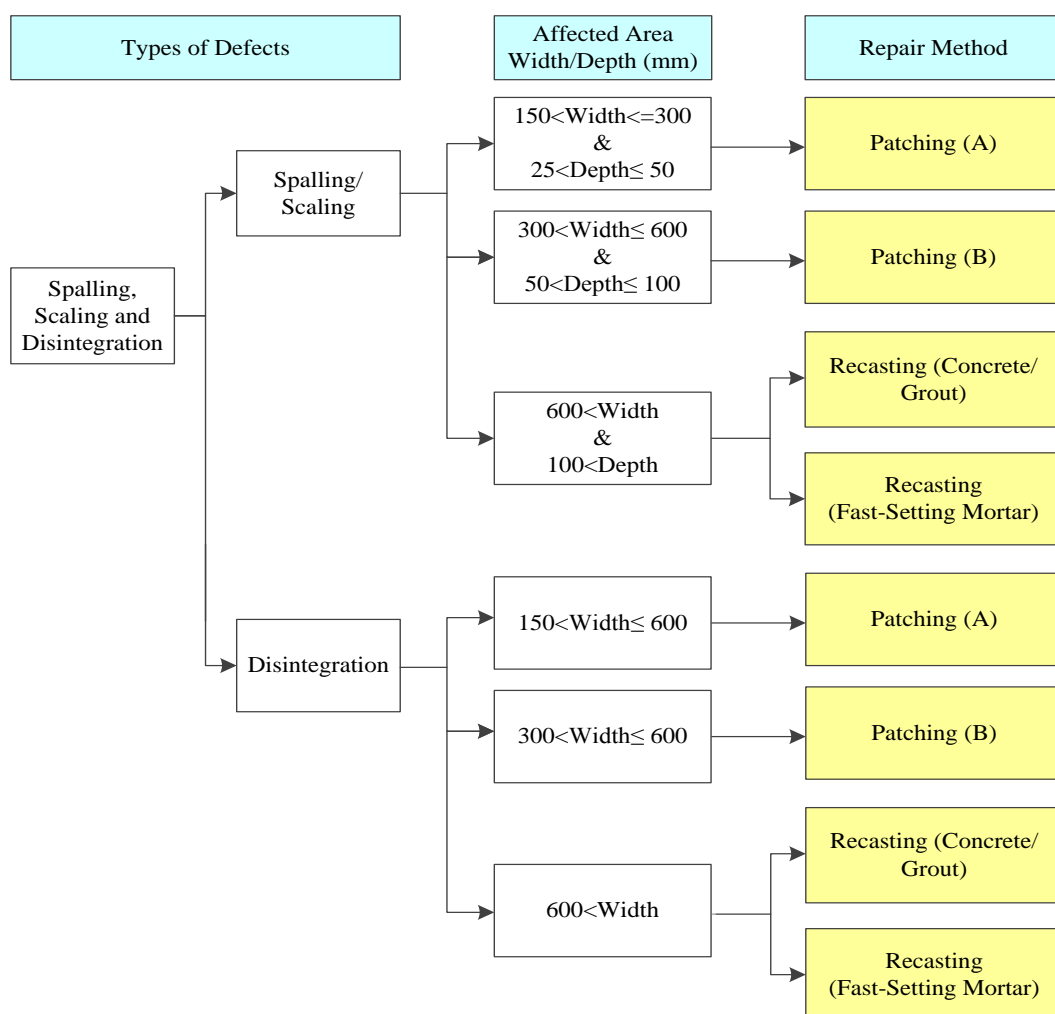 Types of Defects
Affected Area
Width/Depth (mm)
Repair Method
Spalling,
Scaling and
Disintegration
Spalling/
Scaling
150<Width<=300
&
25<Depth≤ 50
Patching (A)
300<Width≤ 600
&
50<Depth≤ 100
Patching (B)
600<Width
&
100<Depth
Recasting (Concrete/
Grout)
Recasting
(Fast-Setting Mortar)
Disintegration
150<Width≤ 600
Patching (A)
300<Width≤ 600
Patching (B)
600<Width
Recasting (Concrete/
Grout)
Recasting
(Fast-Setting Mortar)